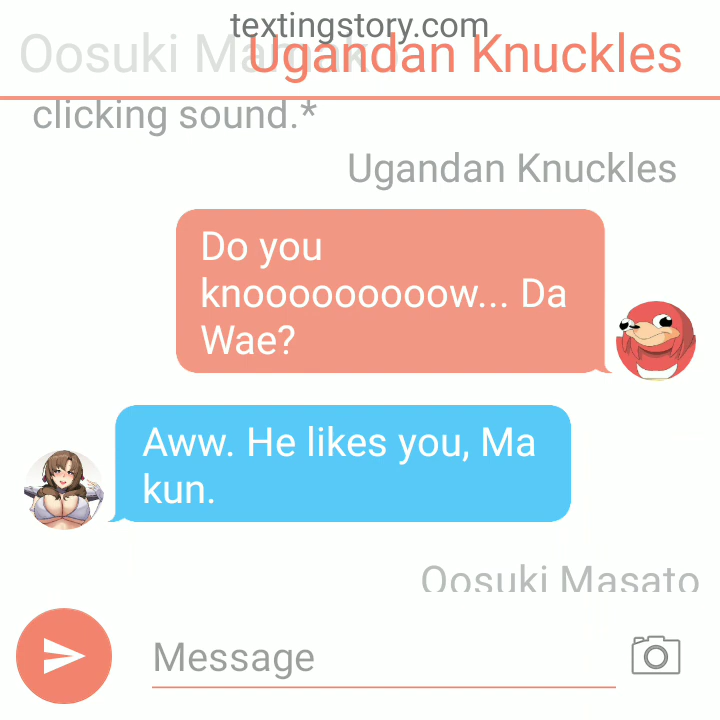 textingstory.com
Oosuki Ma
Ugandan Knuckles
clicking sound.*
Ugandan Knuckles
Do you
knooooooooow... Da
Wae?
Aww. He likes you, Ma
kun.
Oosuki Masato
Message